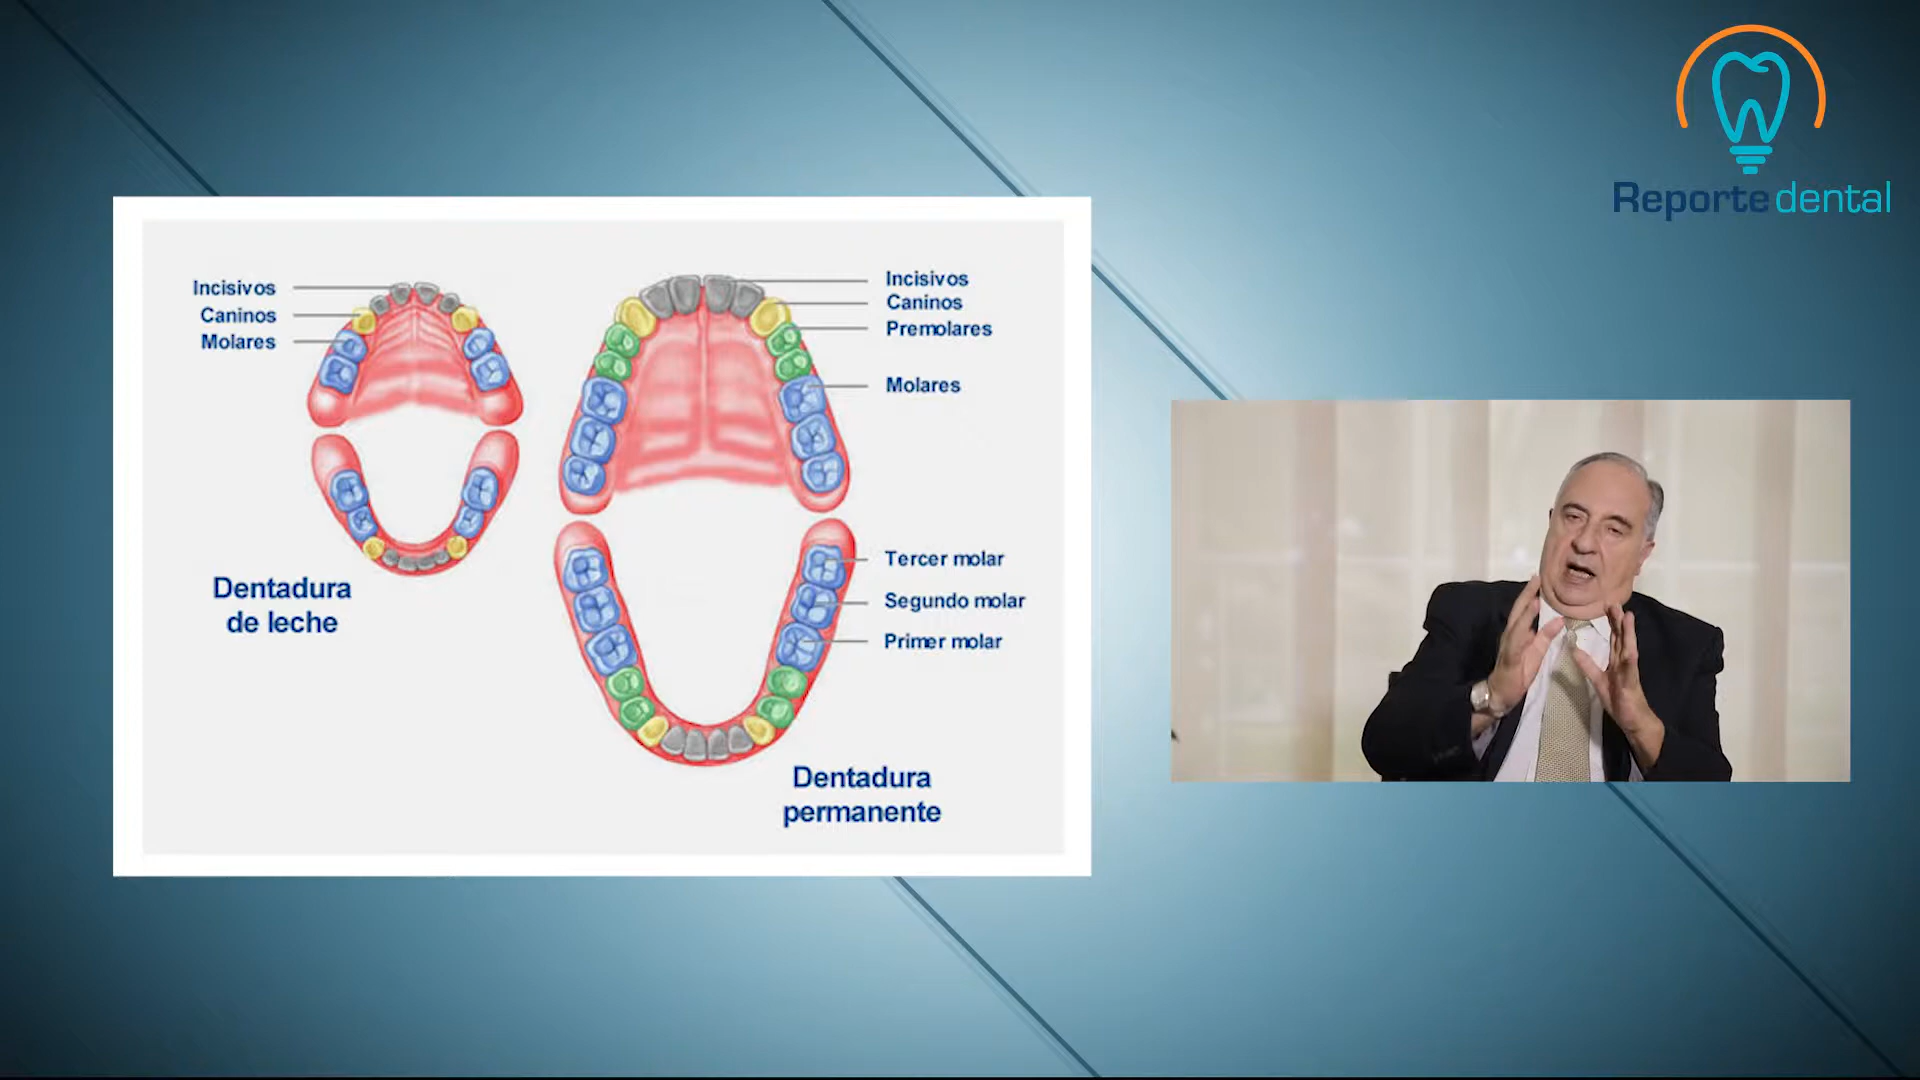 Reporte dental
Incisivos
Caninos
Molares
Dentadura
de leche
Incisivos
Caninos
Premolares
Molares
Tercer molar
Segundo molar
Primer molar
Dentadura
permanente